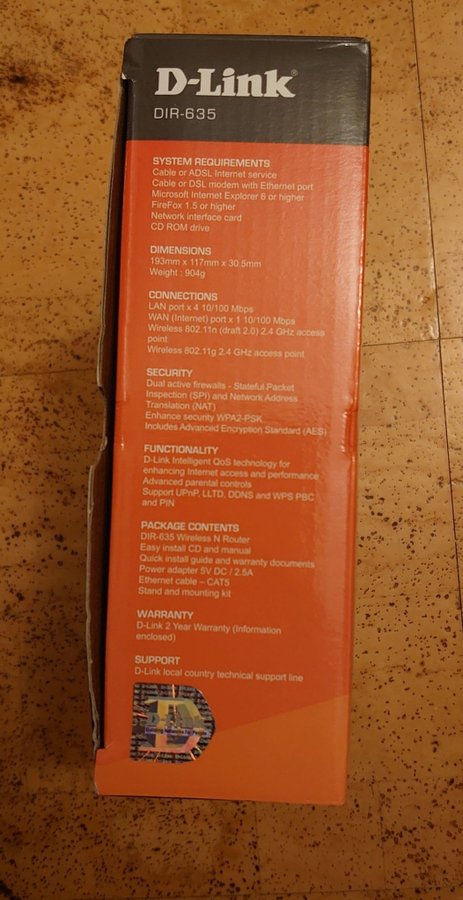 D-Link®
DIR-635
SYSTEM REQUIREMENTS
Cable or ADSL Internet service
Cable or DSL modem with Ethernet port
Microsoft Internet Explorer 6 or higher
FireFox 1.5 or higher
Network interface card
CD ROM drive
DIMENSIONS
193mm x 117mm x 30.5mm
Weight : 904g
CONNECTIONS
LAN port x 4 10/100 Mbps
WAN (Internet) port x 1 10/100 Mbps
Wireless 802.11n (draft 2.0) 2.4 GHz access
point
Wireless 802.11g 2.4 GHz access point
SECURITY
Dual active firewalls - Stateful Packet
Inspection (SPI) and Network Address
Translation (NAT)
Enhance security WPA2-PSK
Includes Advanced Encryption Standard (AES)
FUNCTIONALITY
D-Link Intelligent QoS technology for
enhancing Internet access and performance
Advanced parental controls
Support UPnP, LLTD, DDNS and WPS PBC
and PIN
PACKAGE CONTENTS
DIR-635 Wireless N Router
Easy install CD and manual
Quick install guide and warranty documents
Power adapter 5V DC / 2.5A
Ethernet cable – CAT5
Stand and mounting kit
WARRANTY
D-Link 2 Year Warranty (Information
enclosed)
SUPPORT
D-Link local country technical support line
D-Link
Building Networks for People
D